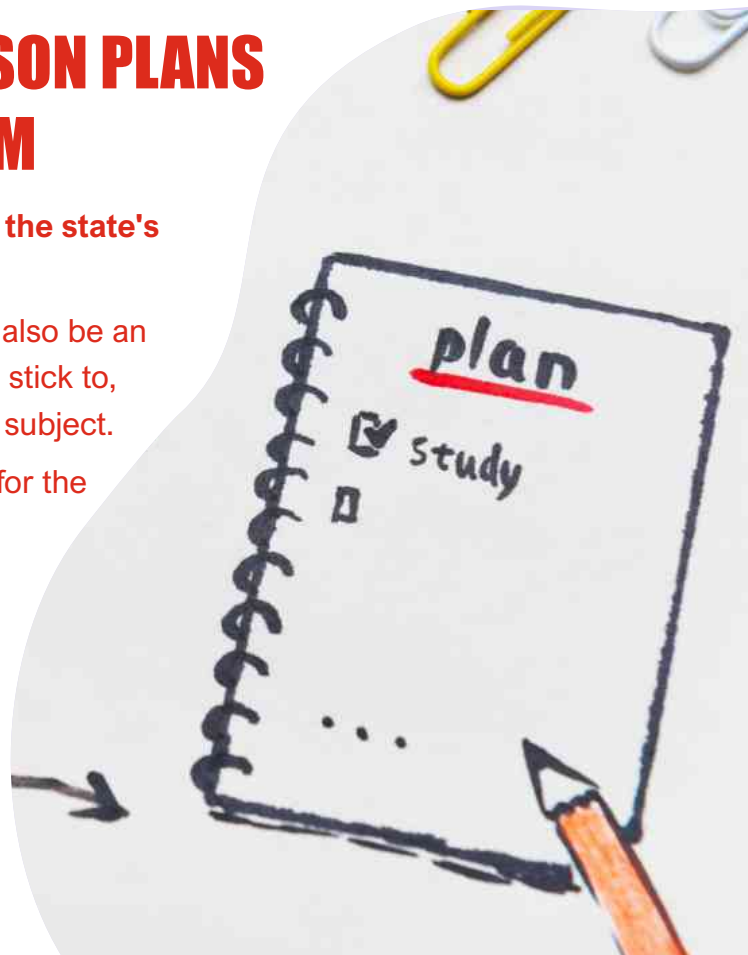 SON PLANS
M
the state's
also be an
stick to,
subject.
for the
plan
study
...